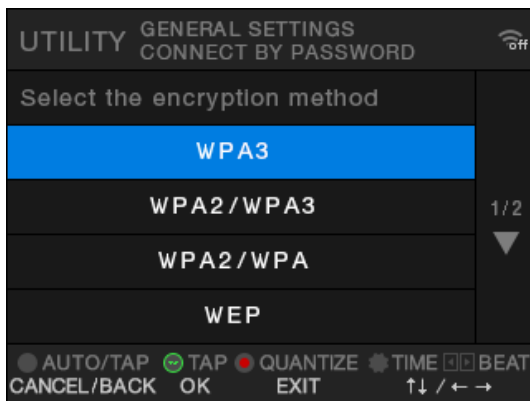 UTILITY
GENERAL SETTINGS
CONNECT BY PASSWORD
off
Select the encryption method
WPA3
WPA2/WPA3
1/2
WPA2/WPA
WEP
AUTO/TAP TAP QUANTIZE TIME BEAT
CANCEL/BACK OK EXIT ↑↓/←→